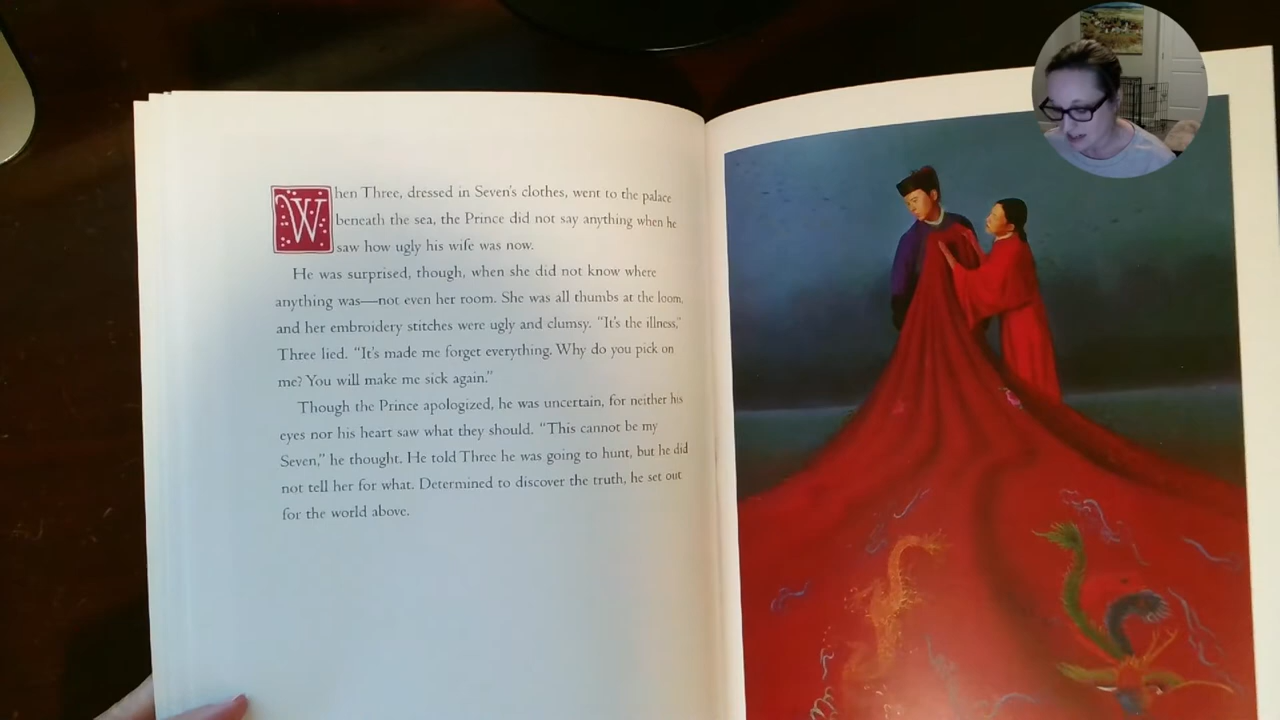 When Three, dressed in Seven's clothes, went to the palace
beneath the sea, the Prince did not say anything when he
saw how ugly his wife was now.
He was surprised, though, when she did not know where
anything was—not even her room. She was all thumbs at the loom,
and her embroidery stitches were ugly and clumsy. "It's the illness,"
Three lied. "It's made me forget everything. Why do you pick on
me? You will make me sick again."
Though the Prince apologized, he was uncertain, for neither his
eyes nor his heart saw what they should. "This cannot be my
Seven," he thought. He told Three he was going to hunt, but he did
not tell her for what. Determined to discover the truth, he set out
for the world above.